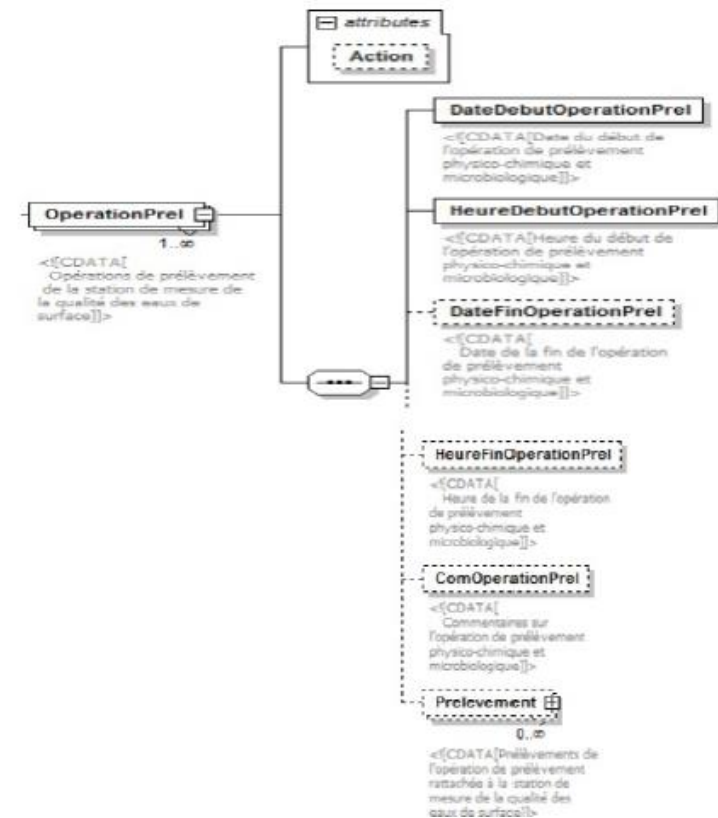 attributes
Action
DateDebutOperationPrel
<![CDATA[Date du début de
l'opération de prélèvement
physico-chimique et
microbiologique]]>
OperationPrel
1..∞
<![CDATA[
Opérations de prélèvement
de la station de mesure de
la qualité des eaux de
surface]]>
HeureDebutOperationPrel
<![CDATA[Heure du début de
l'opération de prélèvement
physico-chimique et
microbiologique]]>
DateFinOperationPrel
<![CDATA[
Date de la fin de l'opération
de prélèvement
physico-chimique et
microbiologique]]>
HeureFinOperationPrel
<![CDATA[
Heure de la fin de l'opération
de prélèvement
physico-chimique et
microbiologique]]>
ComOperationPrel
<![CDATA[
Commentaires sur
l'opération de prélèvement
physico-chimique et
microbiologique]]>
Prelevement
0..∞
<![CDATA[Prélèvements de
l'opération de prélèvement
rattachée à la station de
mesure de la qualité des
eaux de surface]]>